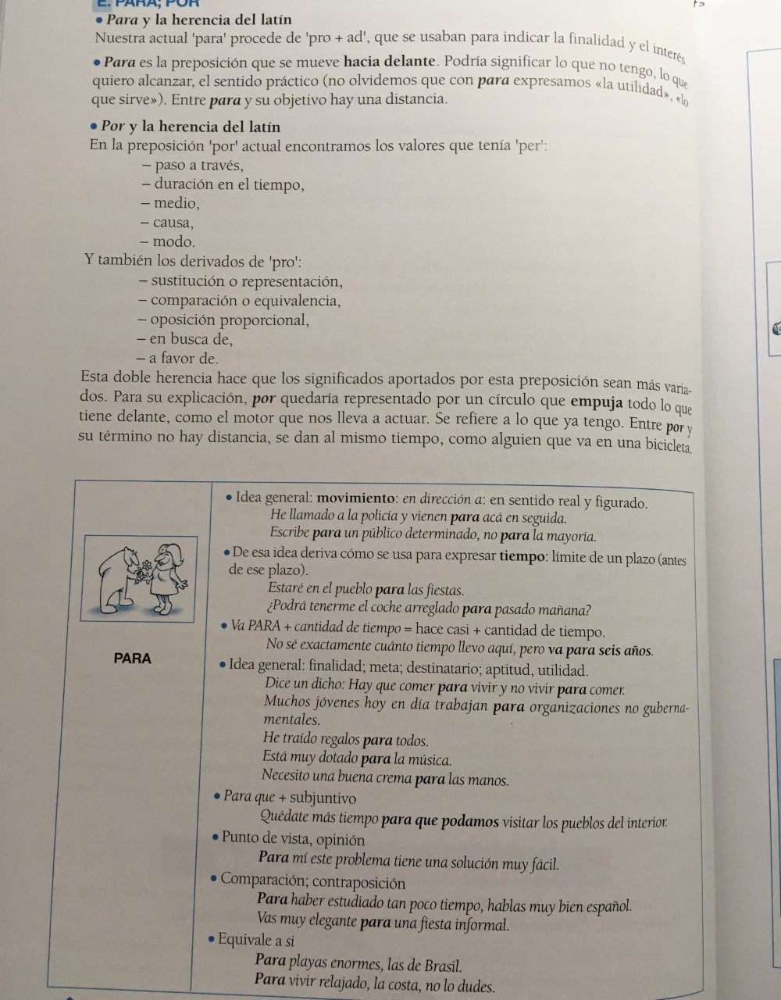 E. PARA; POR
• Para y la herencia del latín
Nuestra actual 'para' procede de 'pro + ad', que se usaban para indicar la finalidad y el interés.
• Para es la preposición que se mueve hacia delante. Podría significar lo que no tengo, lo que
quiero alcanzar, el sentido práctico (no olvidemos que con para expresamos «la utilidad», «lo
que sirve»). Entre para y su objetivo hay una distancia.
• Por y la herencia del latín
En la preposición 'por' actual encontramos los valores que tenía 'per':
– paso a través,
– duración en el tiempo,
– medio,
– causa,
– modo.
Y también los derivados de 'pro':
– sustitución o representación,
– comparación o equivalencia,
– oposición proporcional,
– en busca de,
– a favor de.
Esta doble herencia hace que los significados aportados por esta preposición sean más varia-
dos. Para su explicación, por quedaría representado por un círculo que empuja todo lo que
tiene delante, como el motor que nos lleva a actuar. Se refiere a lo que ya tengo. Entre por y
su término no hay distancia, se dan al mismo tiempo, como alguien que va en una bicicleta.
PARA
• Idea general: movimiento: en dirección a: en sentido real y figurado.
He llamado a la policía y vienen para acá en seguida.
Escribe para un público determinado, no para la mayoría.
• De esa idea deriva cómo se usa para expresar tiempo: límite de un plazo (antes
de ese plazo).
Estaré en el pueblo para las fiestas.
¿Podrá tenerme el coche arreglado para pasado mañana?
• Va PARA + cantidad de tiempo = hace casi + cantidad de tiempo.
No sé exactamente cuánto tiempo llevo aquí, pero va para seis años.
• Idea general: finalidad; meta; destinatario; aptitud, utilidad.
Dice un dicho: Hay que comer para vivir y no vivir para comer.
Muchos jóvenes hoy en día trabajan para organizaciones no guberna-
mentales.
He traído regalos para todos.
Está muy dotado para la música.
Necesito una buena crema para las manos.
• Para que + subjuntivo
Quédate más tiempo para que podamos visitar los pueblos del interior.
• Punto de vista, opinión
Para mí este problema tiene una solución muy fácil.
• Comparación; contraposición
Para haber estudiado tan poco tiempo, hablas muy bien español.
Vas muy elegante para una fiesta informal.
• Equivale a si
Para playas enormes, las de Brasil.
Para vivir relajado, la costa, no lo dudes.